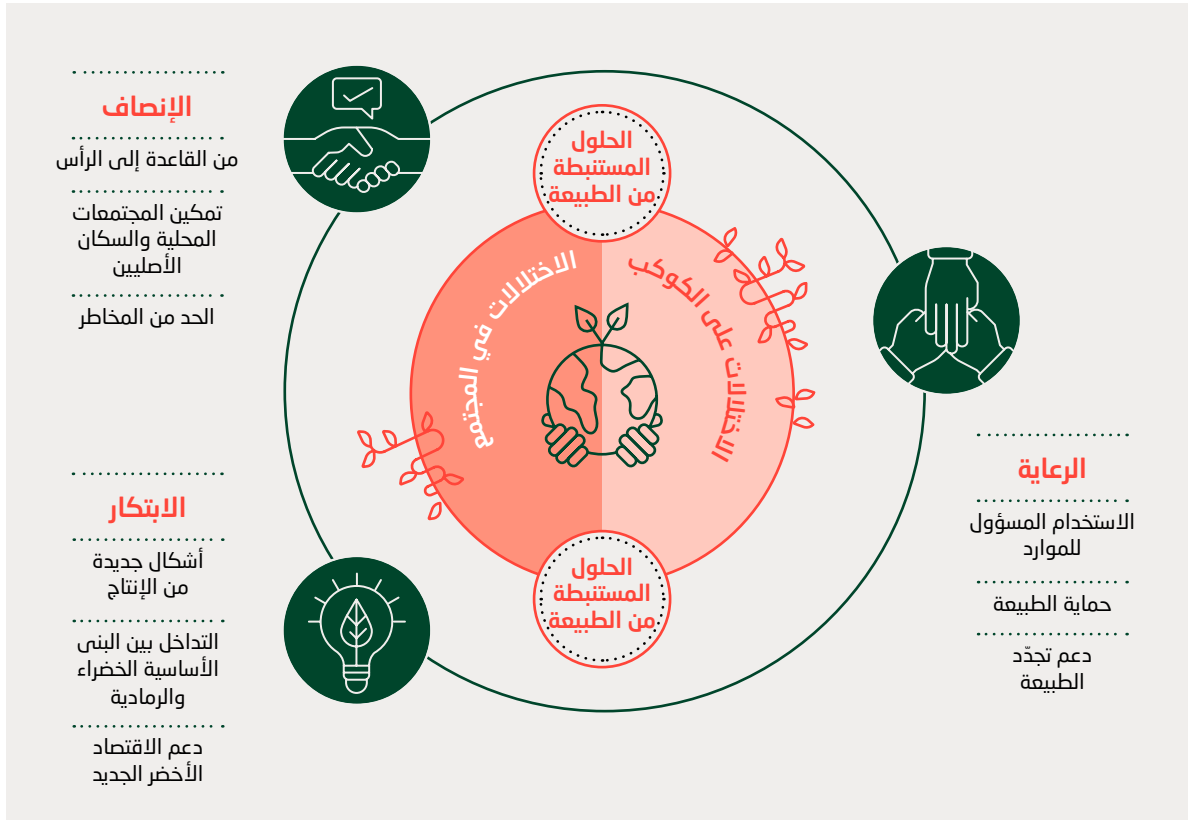 الحلول
المستنبطة
من الطبيعة
الاختلالات على الكوكب
الاختلالات في المجتمع
الحلول
المستنبطة
من الطبيعة
الرعاية
الاستخدام المسؤول
للموارد
حماية الطبيعة
دعم تجدّد
الطبيعة
الإنصاف
من القاعدة إلى الرأس
تمكين المجتمعات
المحلية والسكان
الأصليين
الحد من المخاطر
الابتكار
أشكال جديدة
من الإنتاج
التداخل بين البنى
الأساسية الخضراء
والرمادية
دعم الاقتصاد
الأخضر الجديد